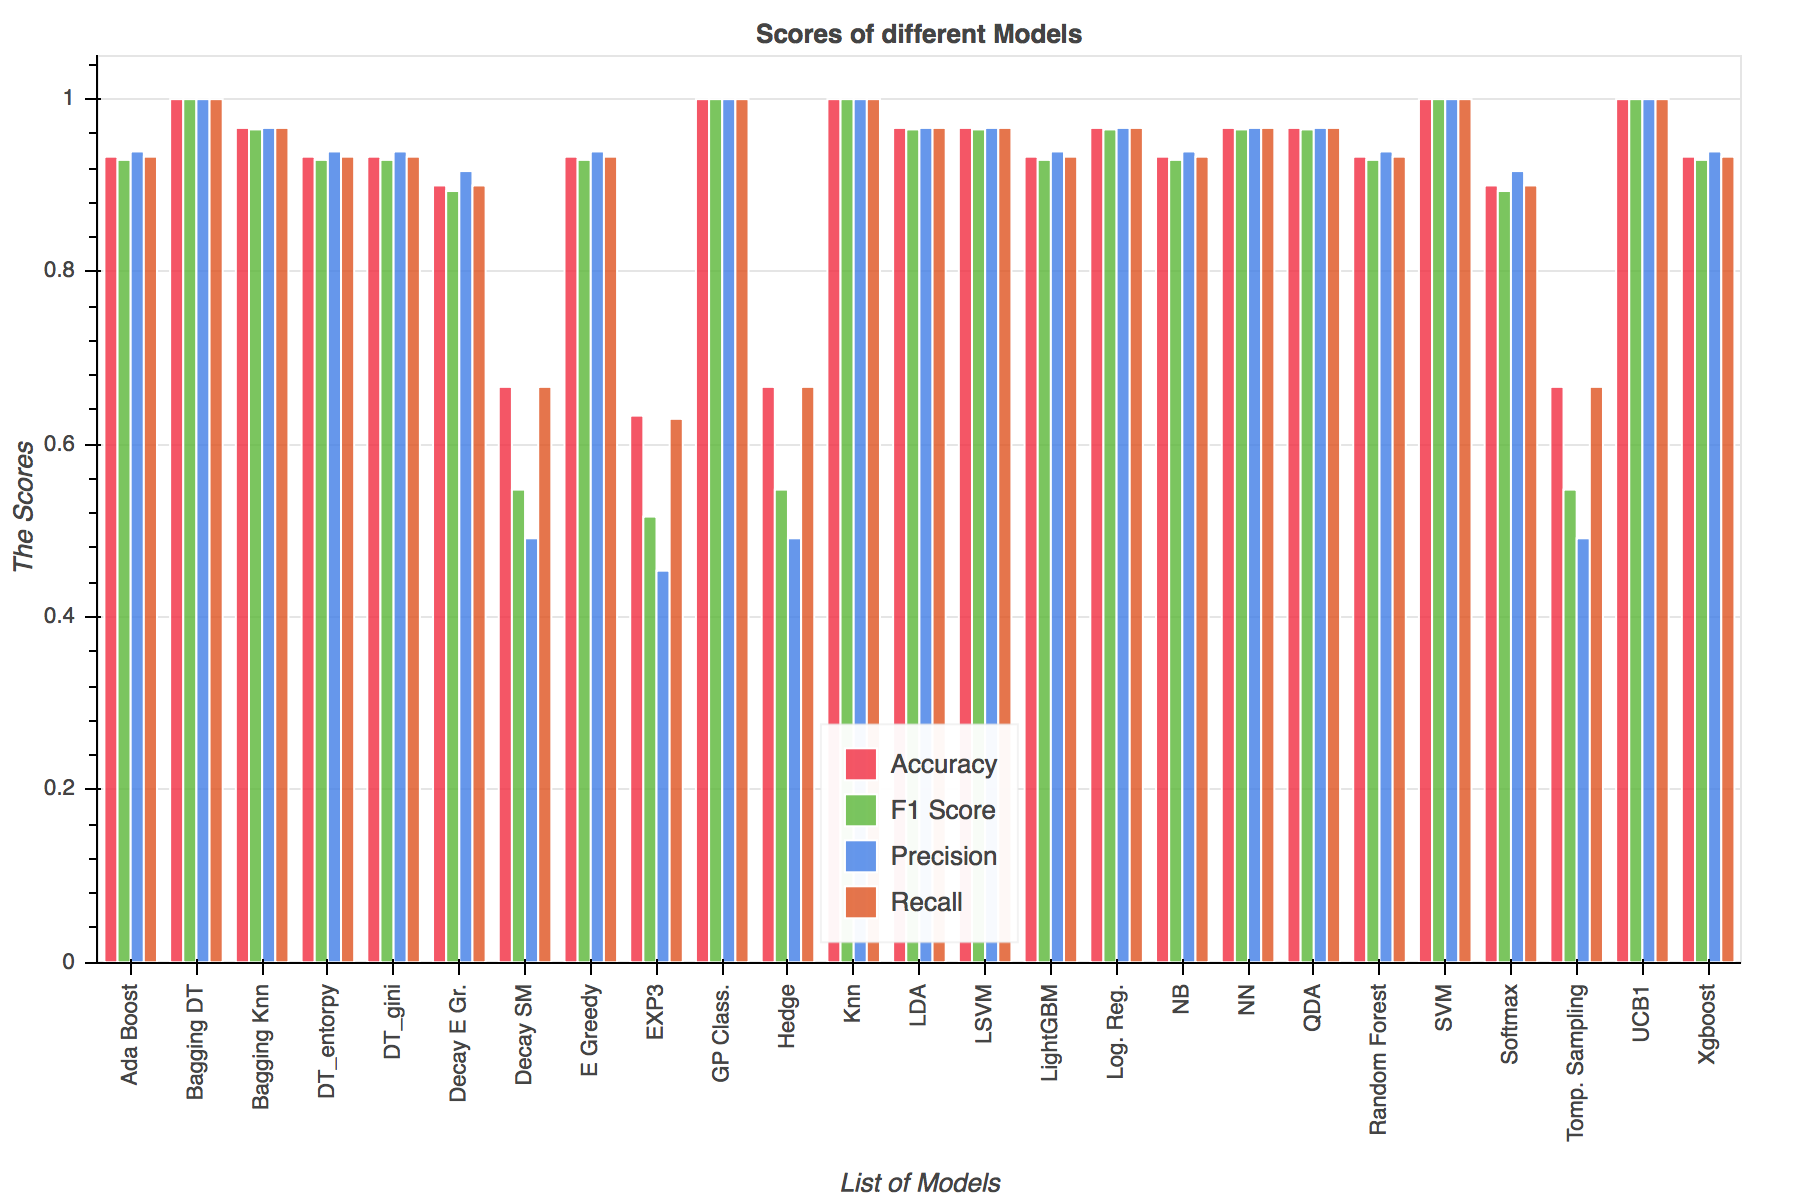 Scores of different Models
The Scores
1
0.8
0.6
0.4
0.2
0
Accuracy
F1 Score
Precision
Recall
Ada Boost
Bagging DT
Bagging Knn
DT_entorpy
DT_gini
Decay E Gr.
Decay SM
E Greedy
EXP3
GP Class.
Hedge
Knn
LDA
LSVM
LightGBM
Log. Reg.
NB
NN
QDA
Random Forest
SVM
Softmax
Tomp. Sampling
UCB1
Xgboost
List of Models